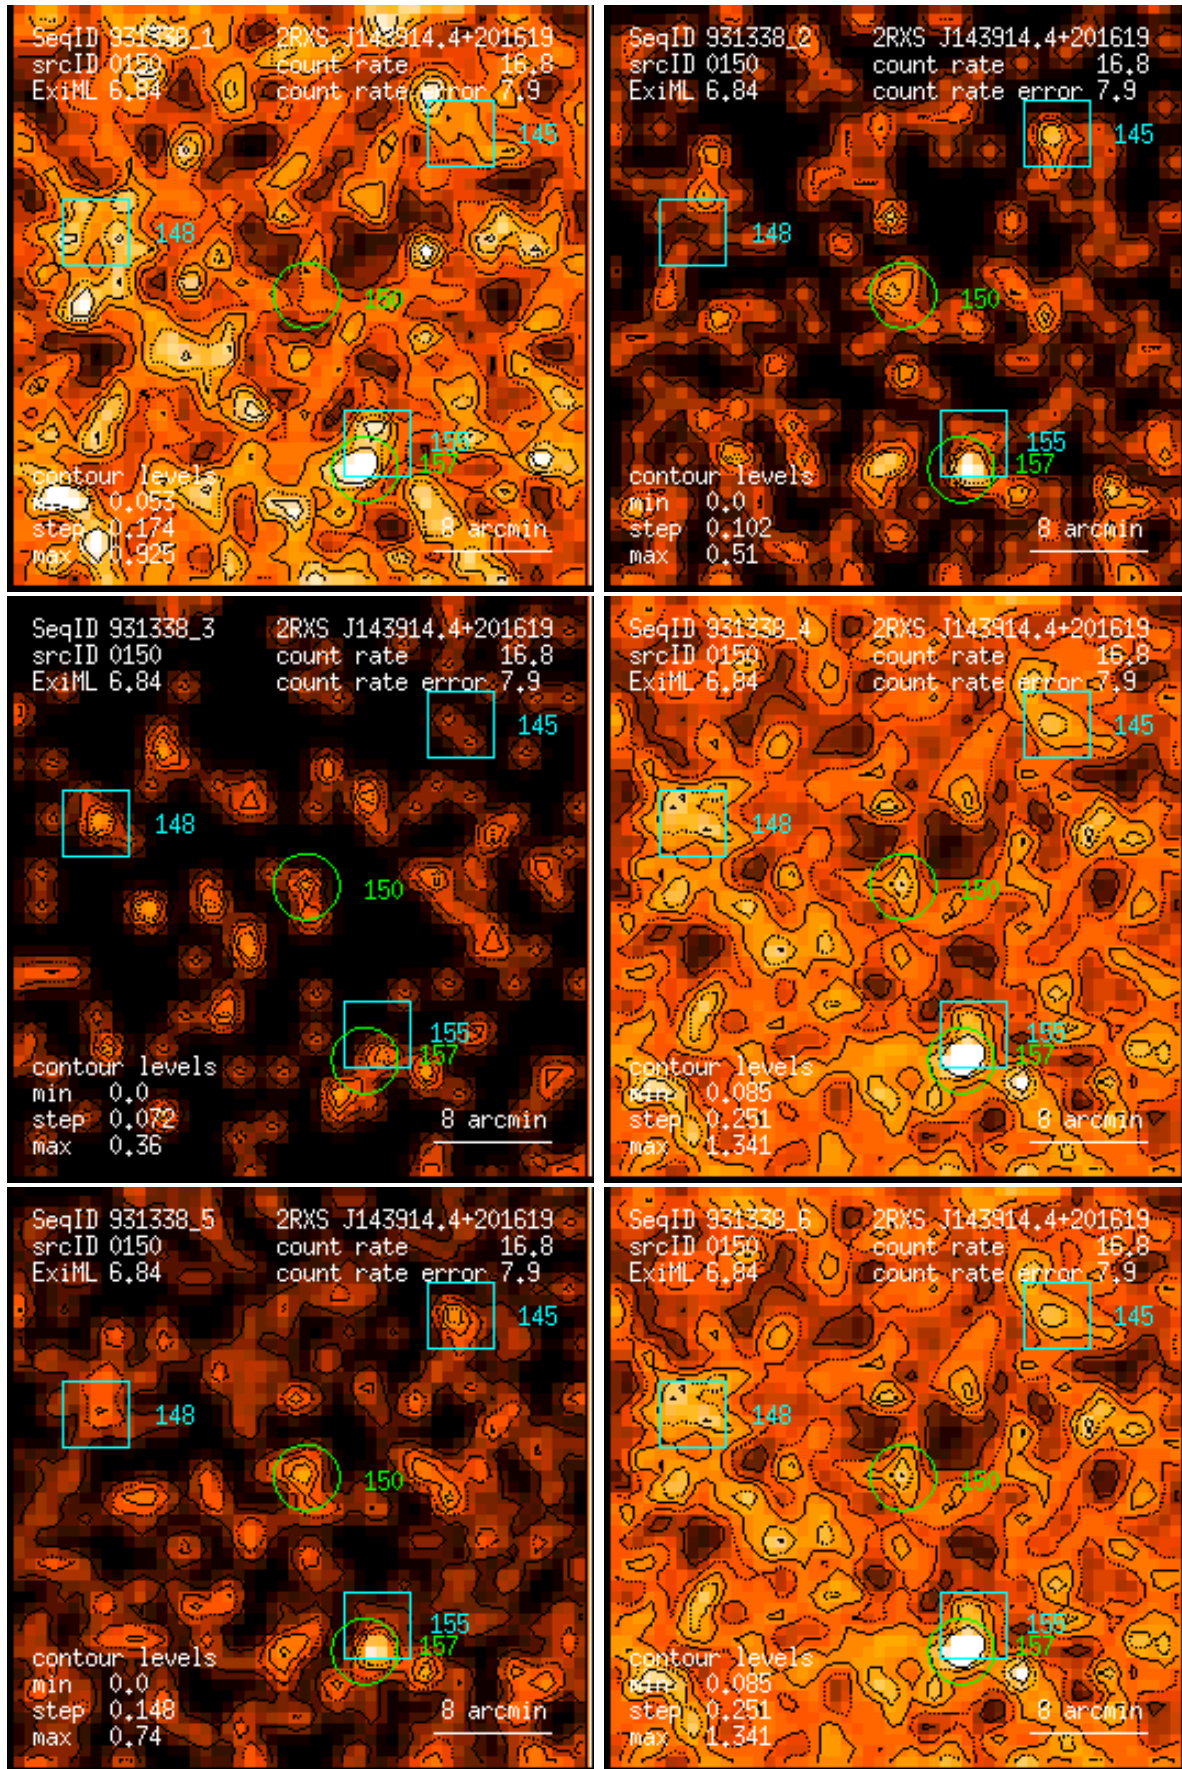 SeqID 931338_1 2RXS J143914.4+201619
srcID 0150 count rate 16.8
ExiML 6.84 count rate error 7.9
145
148
150
155
157
contour levels
min 0.053
step 0.174
max 0.925
8 arcmin
SeqID 931338_2 2RXS J143914.4+201619
srcID 0150 count rate 16.8
ExiML 6.84 count rate error 7.9
145
148
150
155
157
contour levels
min 0.0
step 0.102
max 0.51
8 arcmin
SeqID 931338_3 2RXS J143914.4+201619
srcID 0150 count rate 16.8
ExiML 6.84 count rate error 7.9
145
148
150
155
157
contour levels
min 0.0
step 0.072
max 0.36
8 arcmin
SeqID 931338_4 2RXS J143914.4+201619
srcID 0150 count rate 16.8
ExiML 6.84 count rate error 7.9
145
148
150
155
157
contour levels
min 0.085
step 0.251
max 1.341
8 arcmin
SeqID 931338_5 2RXS J143914.4+201619
srcID 0150 count rate 16.8
ExiML 6.84 count rate error 7.9
145
148
150
155
157
contour levels
min 0.0
step 0.148
max 0.74
8 arcmin
SeqID 931338_6 2RXS J143914.4+201619
srcID 0150 count rate 16.8
ExiML 6.84 count rate error 7.9
145
148
150
155
157
contour levels
min 0.085
step 0.251
max 1.341
8 arcmin